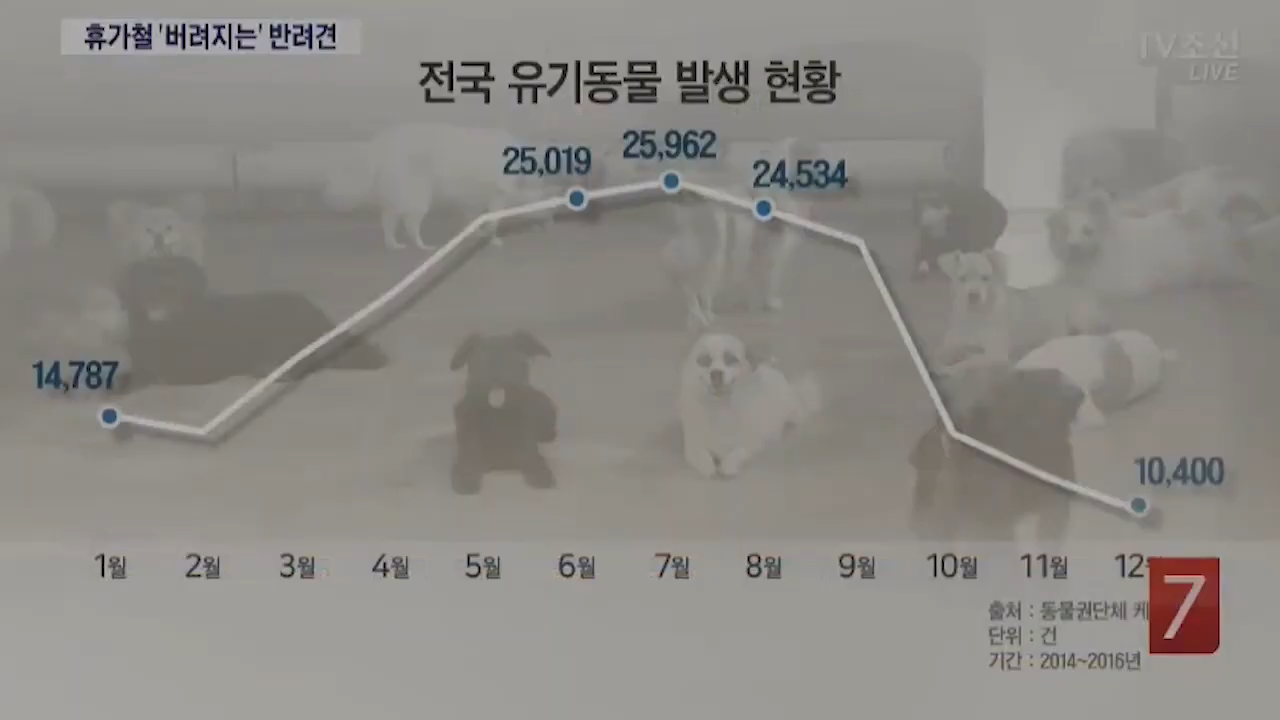 휴가철 '버려지는' 반려견
TV조선
LIVE
전국 유기동물 발생 현황
25,019
25,962
24,534
14,787
10,400
1월 2월 3월 4월 5월 6월 7월 8월 9월 10월 11월 12
출처 : 동물권단체 케
단위 : 건
기간 : 2014~2016년
7